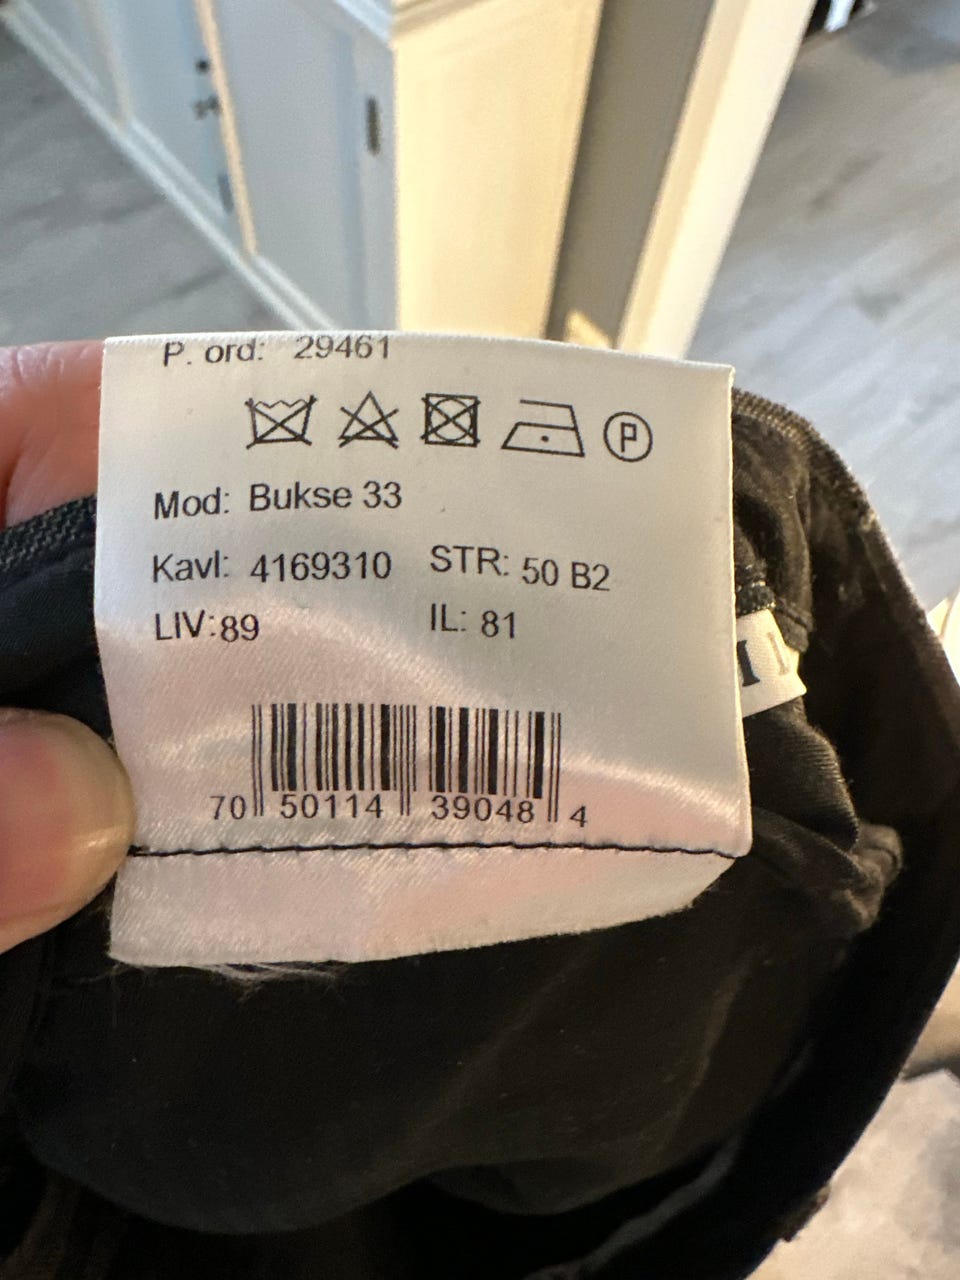 P. ord: 29461
P
Mod: Bukse 33
Kavl: 4169310 STR: 50 B2
LIV:89 IL: 81
70 50114 39048 4